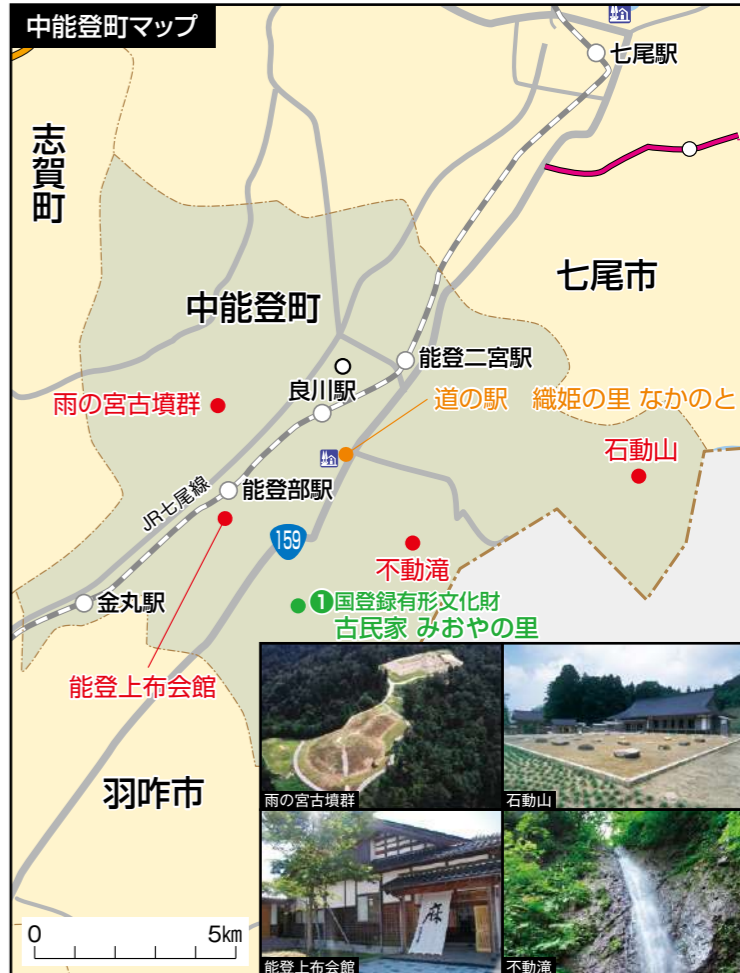 中能登町マップ
七尾駅
志賀町
七尾市
中能登町
能登二宮駅
良川駅
雨の宮古墳群
道の駅　織姫の里 なかのと
石動山
JR七尾線
能登部駅
159
不動滝
金丸駅
❶国登録有形文化財
古民家 みおやの里
能登上布会館
羽咋市
雨の宮古墳群
石動山
麻
能登上布会館
不動滝
0 5km